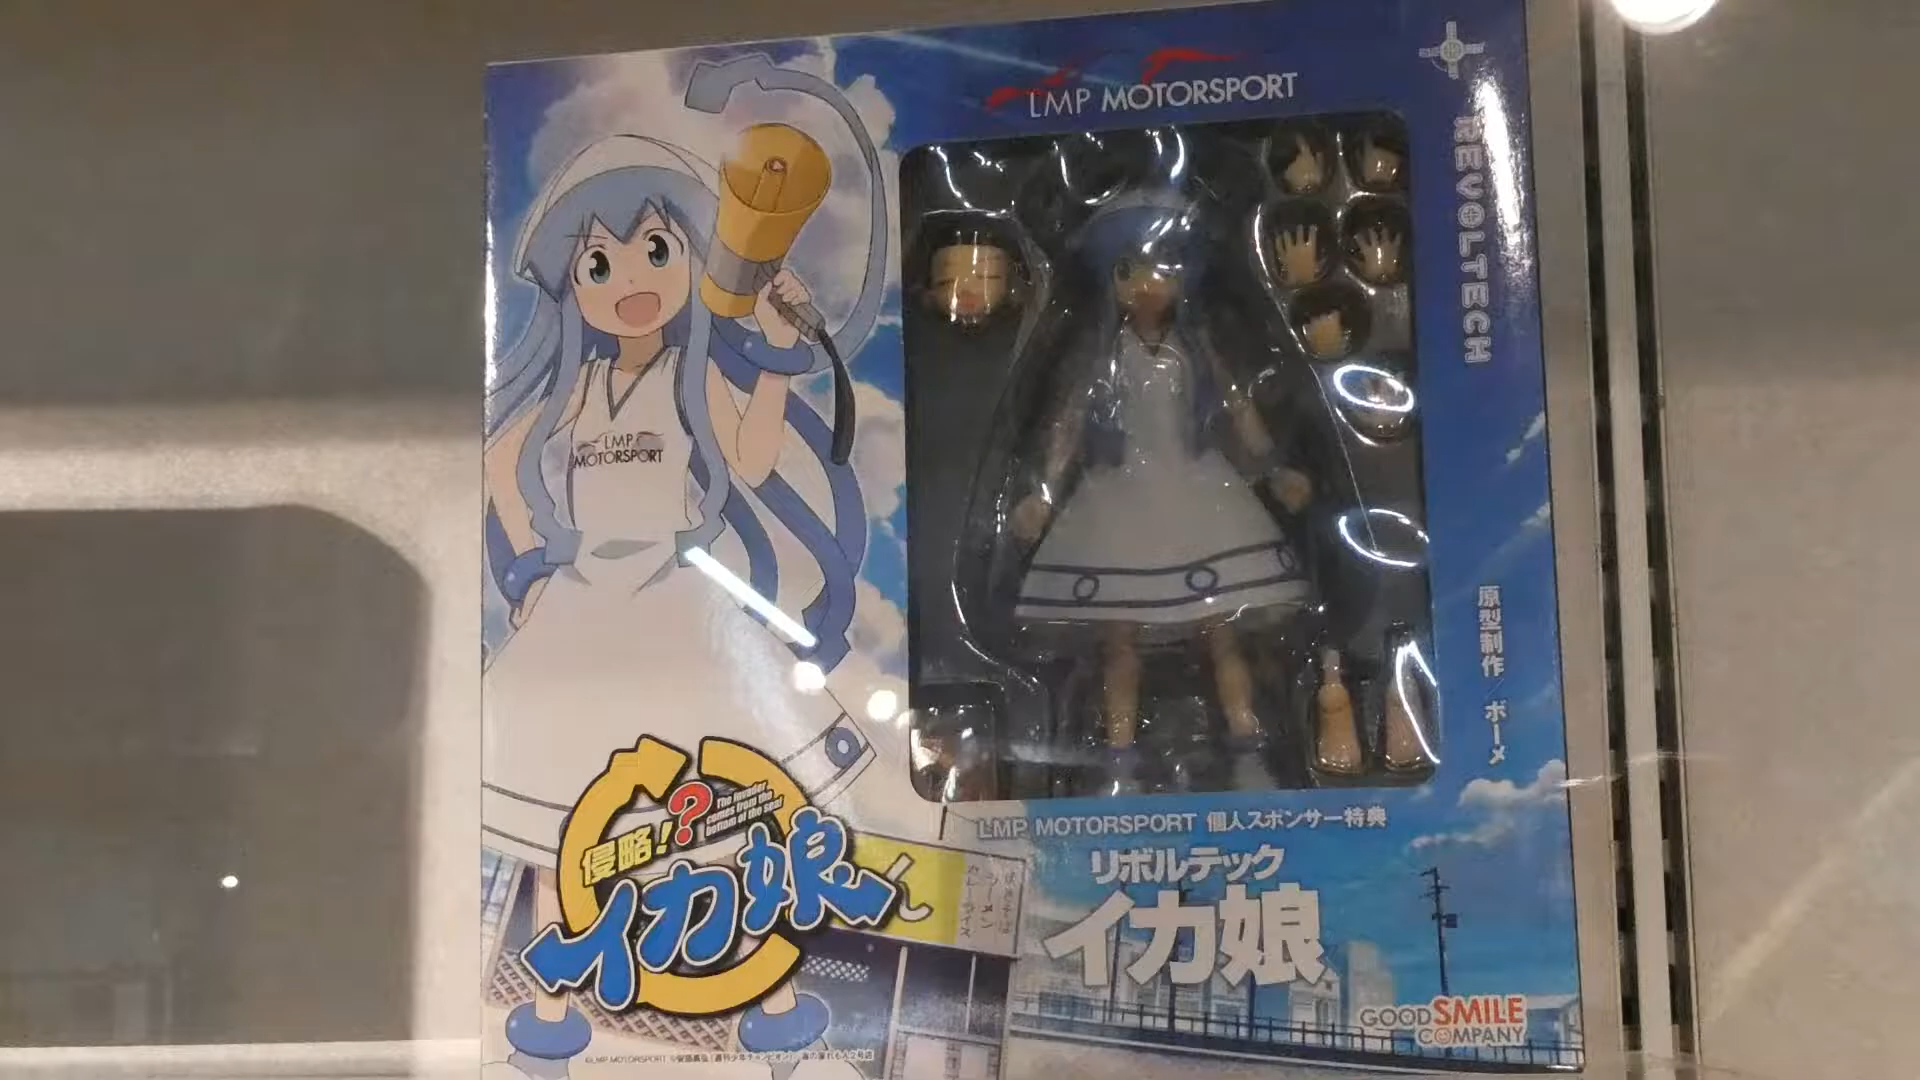 LMP MOTORSPORT
REVOLTECH
LMP
MOTORSPORT
原型制作/ボーメ
侵略!?
The invader
comes from the
bottom of the sea!
イカ娘
LMP MOTORSPORT 個人スポンサー特典
リボルテック
イカ娘
GOOD SMILE
COMPANY
©LMP MOTORSPORT